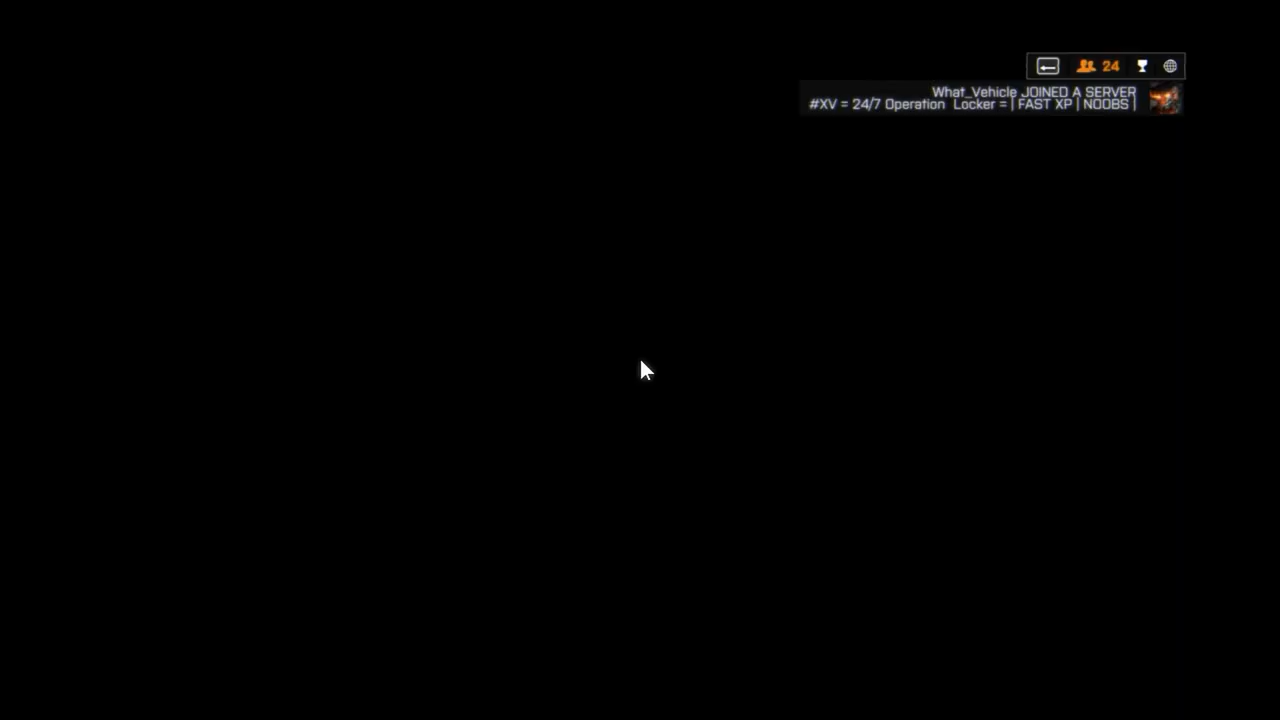 24
What_Vehicle JOINED A SERVER
#XV = 24/7 Operation Locker = | FAST XP | NOOBS |